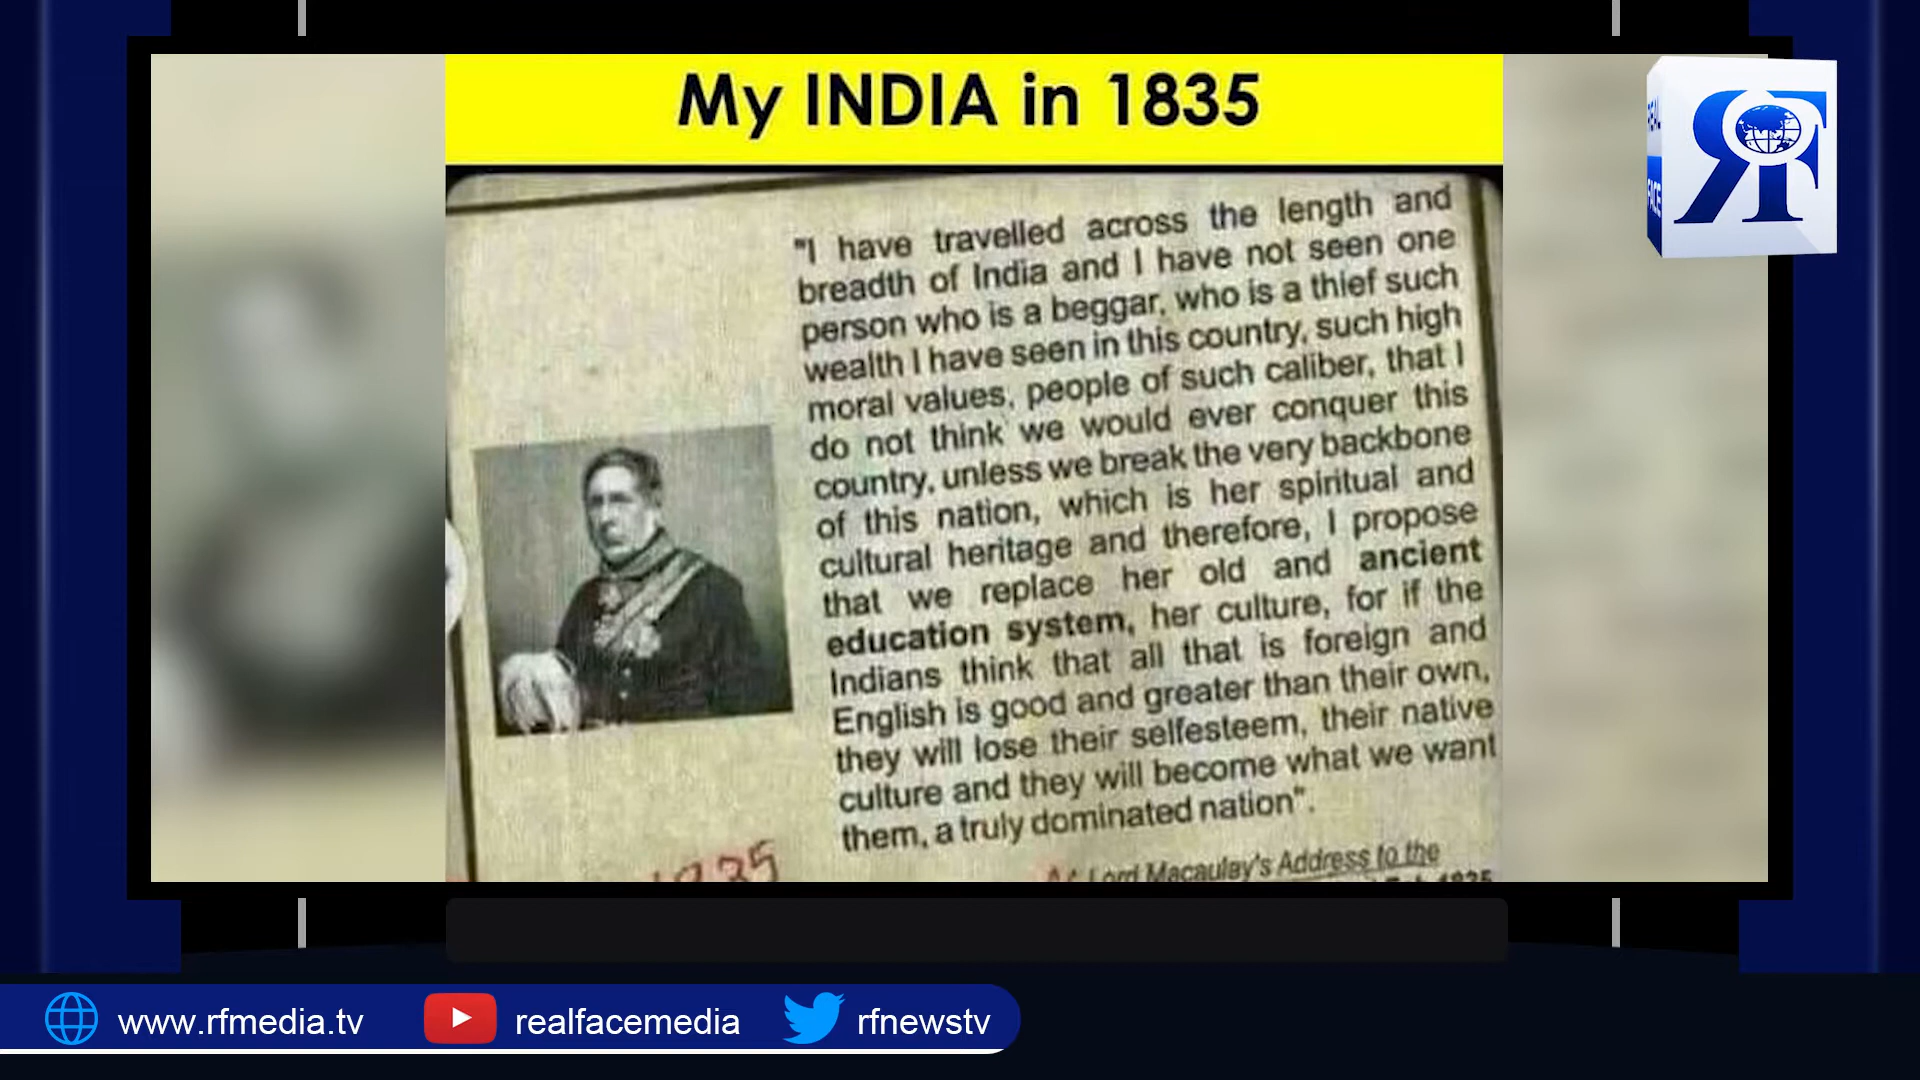 My INDIA in 1835
REAL
FACE
RF
"I have travelled across the length and
breadth of India and I have not seen one
person who is a beggar, who is a thief such
wealth I have seen in this country, such high
moral values, people of such caliber, that I
do not think we would ever conquer this
country, unless we break the very backbone
of this nation, which is her spiritual and
cultural heritage and therefore, I propose
that we replace her old and ancient
education system, her culture, for if the
Indians think that all that is foreign and
English is good and greater than their own,
they will lose their selfesteem, their native
culture and they will become what we want
them, a truly dominated nation".
1835
Lord Macaulay's Address to the
1835
www.rfmedia.tv
realfacemedia
rfnewstv